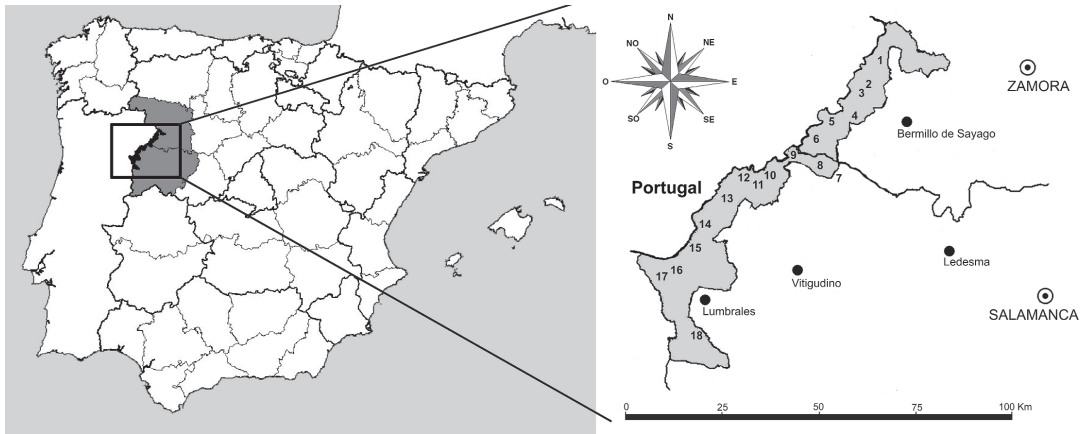 N
NO
NE
O
E
SO
SE
S
ZAMORA
Bermillo de Sayago
Portugal
Ledesma
Vitigudino
Lumbrales
SALAMANCA
1
2
3
4
5
6
9
8
7
10
12
11
13
14
15
16
17
18
0
25
50
75
100 Km